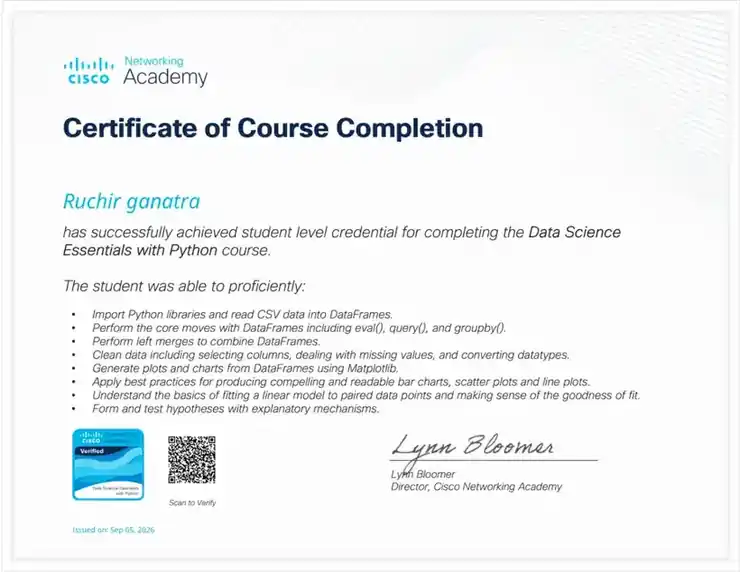 Networking
CISCO Academy
Certificate of Course Completion
Ruchir ganatra
has successfully achieved student level credential for completing the Data Science
Essentials with Python course.
The student was able to proficiently:
• Import Python libraries and read CSV data into DataFrames.
• Perform the core moves with DataFrames including eval(), query(), and groupby().
• Perform left merges to combine DataFrames.
• Clean data including selecting columns, dealing with missing values, and converting datatypes.
• Generate plots and charts from DataFrames using Matplotlib.
• Apply best practices for producing compelling and readable bar charts, scatter plots and line plots.
• Understand the basics of fitting a linear model to paired data points and making sense of the goodness of fit.
• Form and test hypotheses with explanatory mechanisms.
CISCO
Verified
Data Science Essentials
with Python
Scan to Verify
Lynn Bloomer
Lynn Bloomer
Director, Cisco Networking Academy
Issued on: Sep 05, 2026